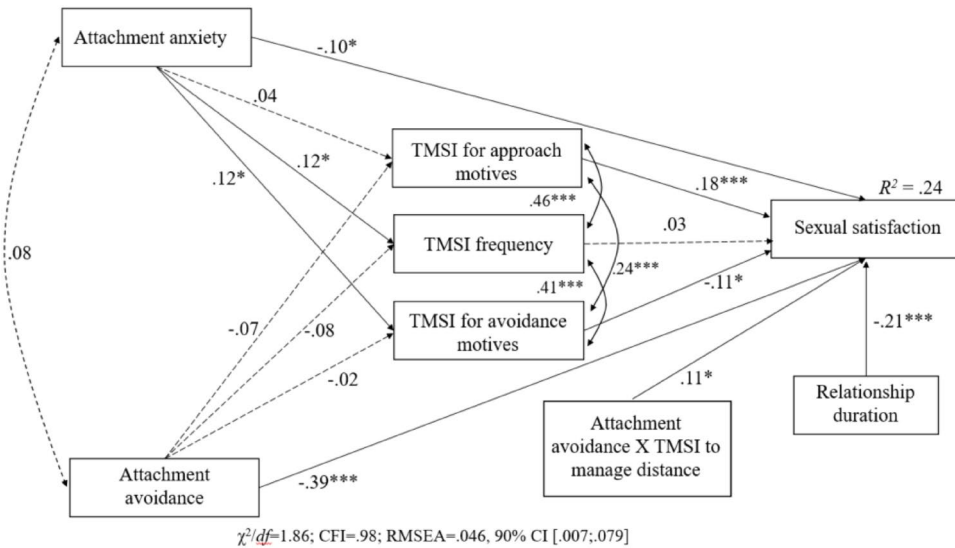 Attachment anxiety
-.10*
.04
.12*
.12*
TMSI for approach
motives
.46***
.18***
R² = .24
Sexual satisfaction
TMSI frequency
.03
.08
.24***
.41***
-.11*
TMSI for avoidance
motives
-.07
-.08
-.02
-.21***
.11*
Relationship
duration
Attachment
avoidance X TMSI to
manage distance
Attachment
avoidance
-.39***
χ²/df=1.86; CFI=.98; RMSEA=.046, 90% CI [.007;.079]